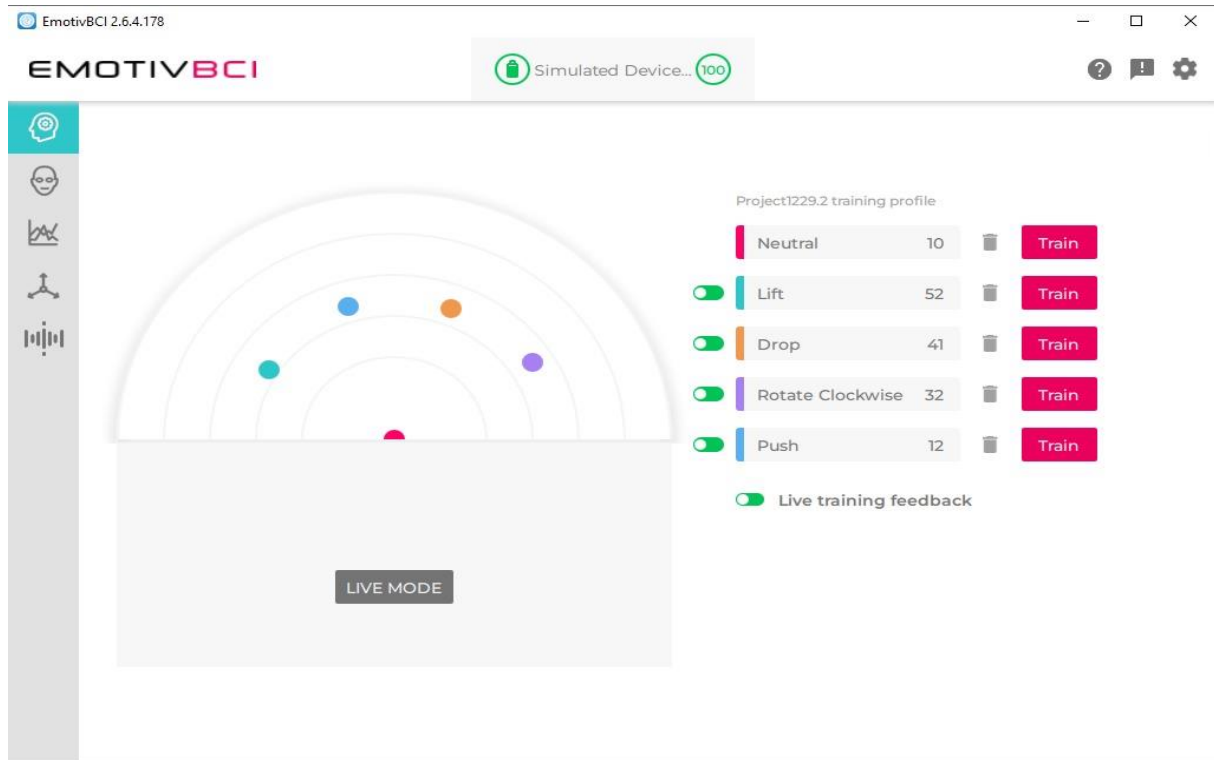 EmotivBCI 2.6.4.178
EMOTIVBCI
Simulated Device... 100
Project1229.2 training profile
Neutral 10 Train
Lift 52 Train
Drop 41 Train
Rotate Clockwise 32 Train
Push 12 Train
Live training feedback
LIVE MODE